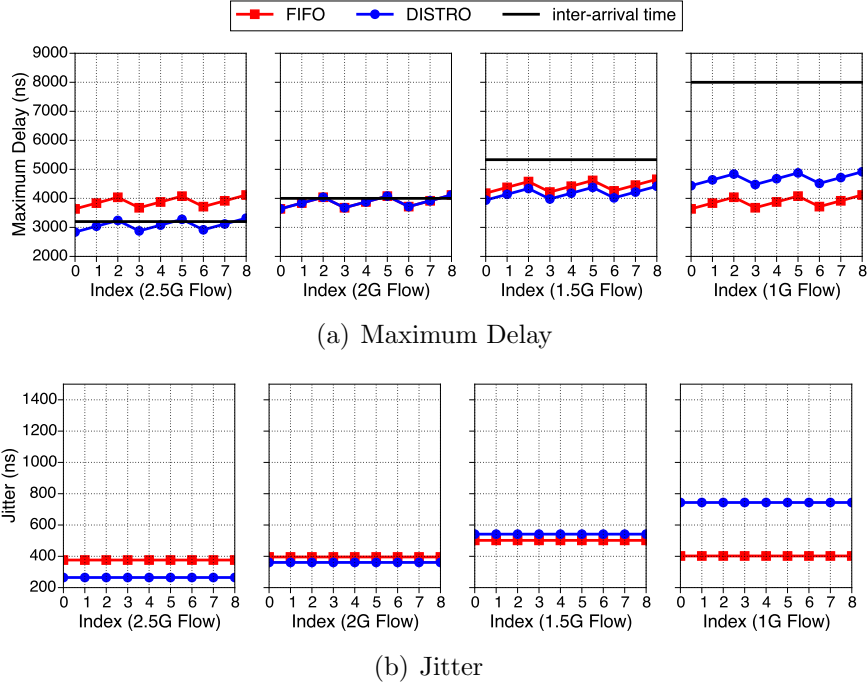 FIFO DISTRO inter-arrival time
9000
8000
7000
6000
5000
4000
3000
2000
Maximum Delay (ns)
0 1 2 3 4 5 6 7 8 0 1 2 3 4 5 6 7 8 0 1 2 3 4 5 6 7 8 0 1 2 3 4 5 6 7 8
Index (2.5G Flow) Index (2G Flow) Index (1.5G Flow) Index (1G Flow)
(a) Maximum Delay
1400
1200
1000
800
600
400
200
Jitter (ns)
0 1 2 3 4 5 6 7 8 0 1 2 3 4 5 6 7 8 0 1 2 3 4 5 6 7 8 0 1 2 3 4 5 6 7 8
Index (2.5G Flow) Index (2G Flow) Index (1.5G Flow) Index (1G Flow)
(b) Jitter